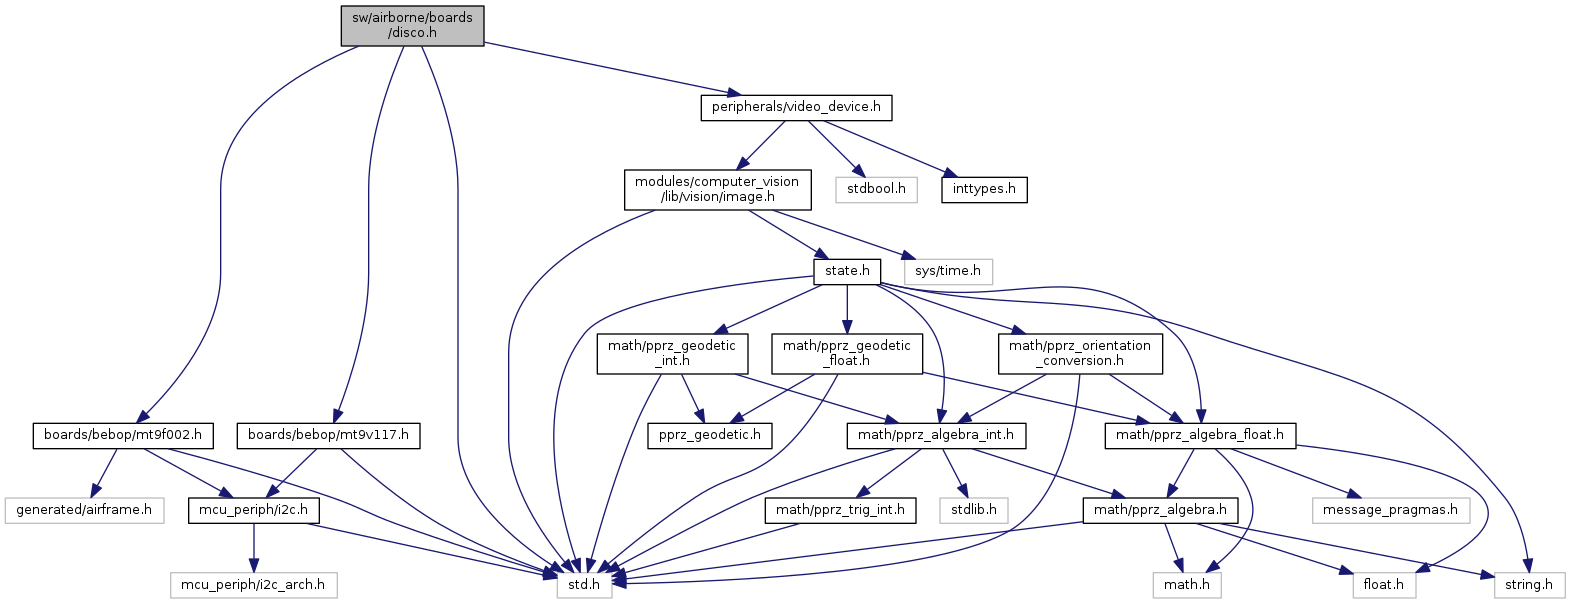 sw/airborne/boards
/disco.h
peripherals/video_device.h
modules/computer_vision
/lib/vision/image.h
stdbool.h
inttypes.h
state.h
sys/time.h
math/pprz_geodetic
_int.h
math/pprz_geodetic
_float.h
math/pprz_orientation
_conversion.h
boards/bebop/mt9f002.h
boards/bebop/mt9v117.h
pprz_geodetic.h
math/pprz_algebra_int.h
math/pprz_algebra_float.h
generated/airframe.h
mcu_periph/i2c.h
math/pprz_trig_int.h
stdlib.h
math/pprz_algebra.h
message_pragmas.h
mcu_periph/i2c_arch.h
std.h
math.h
float.h
string.h